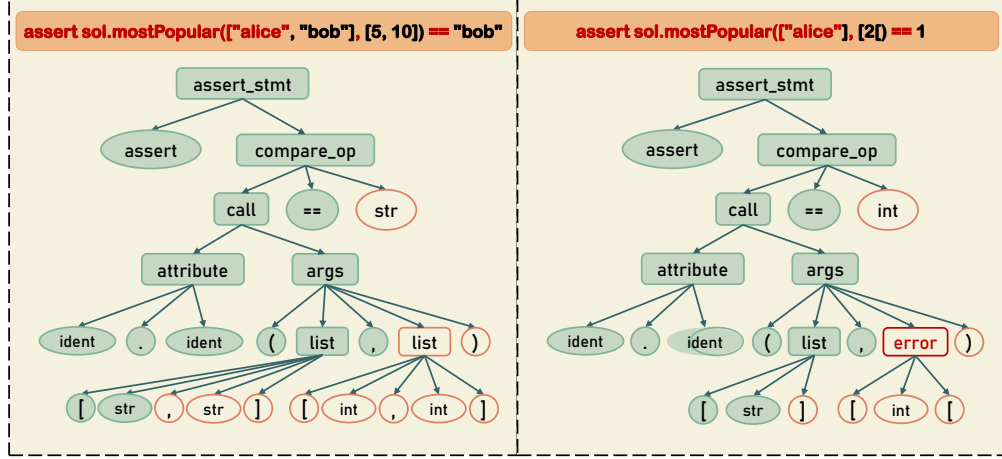 assert sol.mostPopular(["alice", "bob"], [5, 10]) == "bob"
assert_stmt
assert
compare_op
call
==
str
attribute
args
ident
.
ident
(
list
,
list
)
[
str
,
str
]
[
int
,
int
]
assert sol.mostPopular(["alice"], [2[) == 1
assert_stmt
assert
compare_op
call
==
int
attribute
args
ident
.
ident
(
list
,
error
)
[
str
]
[
int
[